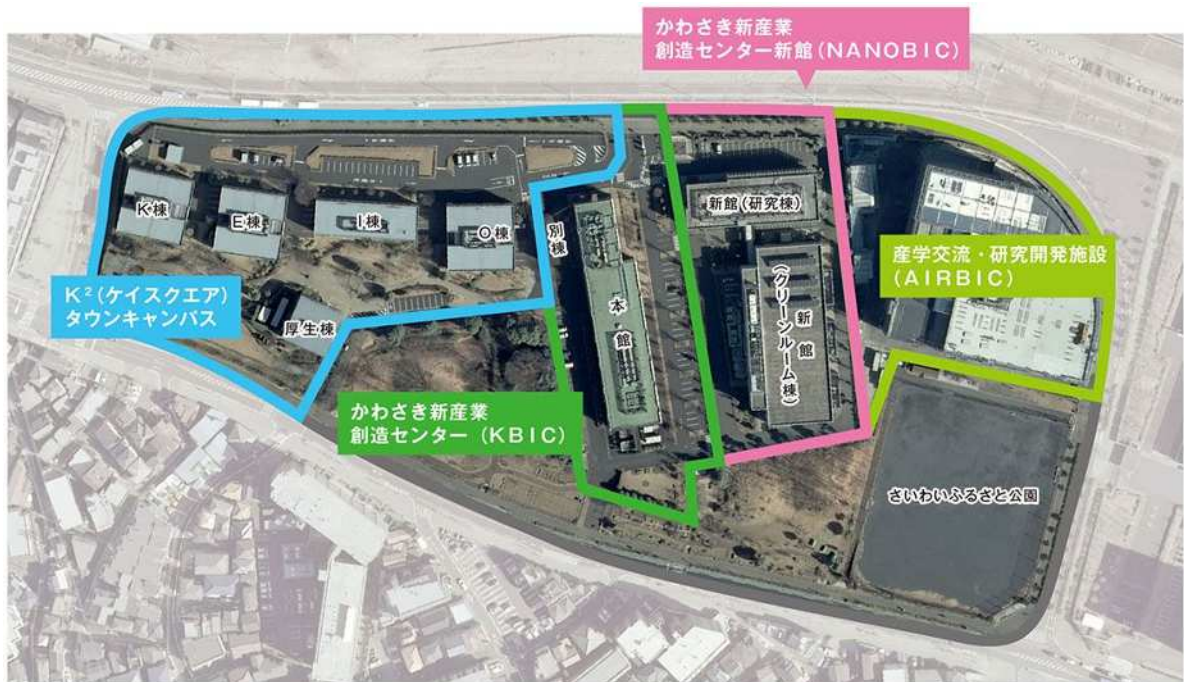 かわさき新産業
創造センター新館(NANOBIC)
K棟
E棟
I棟
O棟
別棟
新館(研究棟)
本館
新館
(クリーンルーム棟)
産学交流・研究開発施設
(AIRBIC)
K²(ケイスクエア)
タウンキャンパス
厚生棟
かわさき新産業
創造センター(KBIC)
さいわいふるさと公園